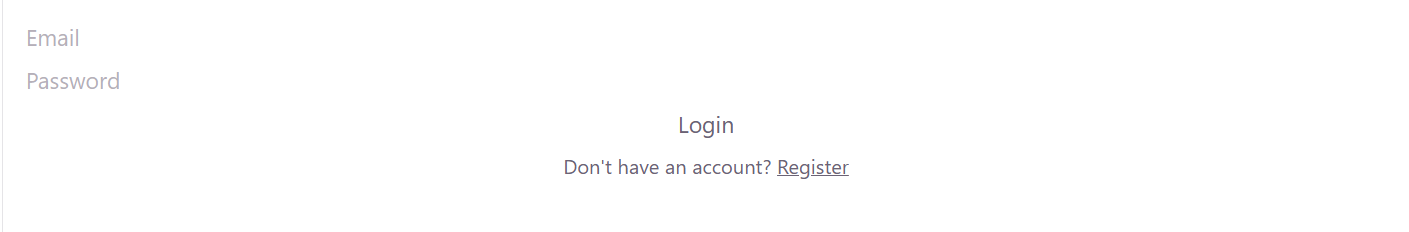 Email
Password
Login
Don't have an account? Register